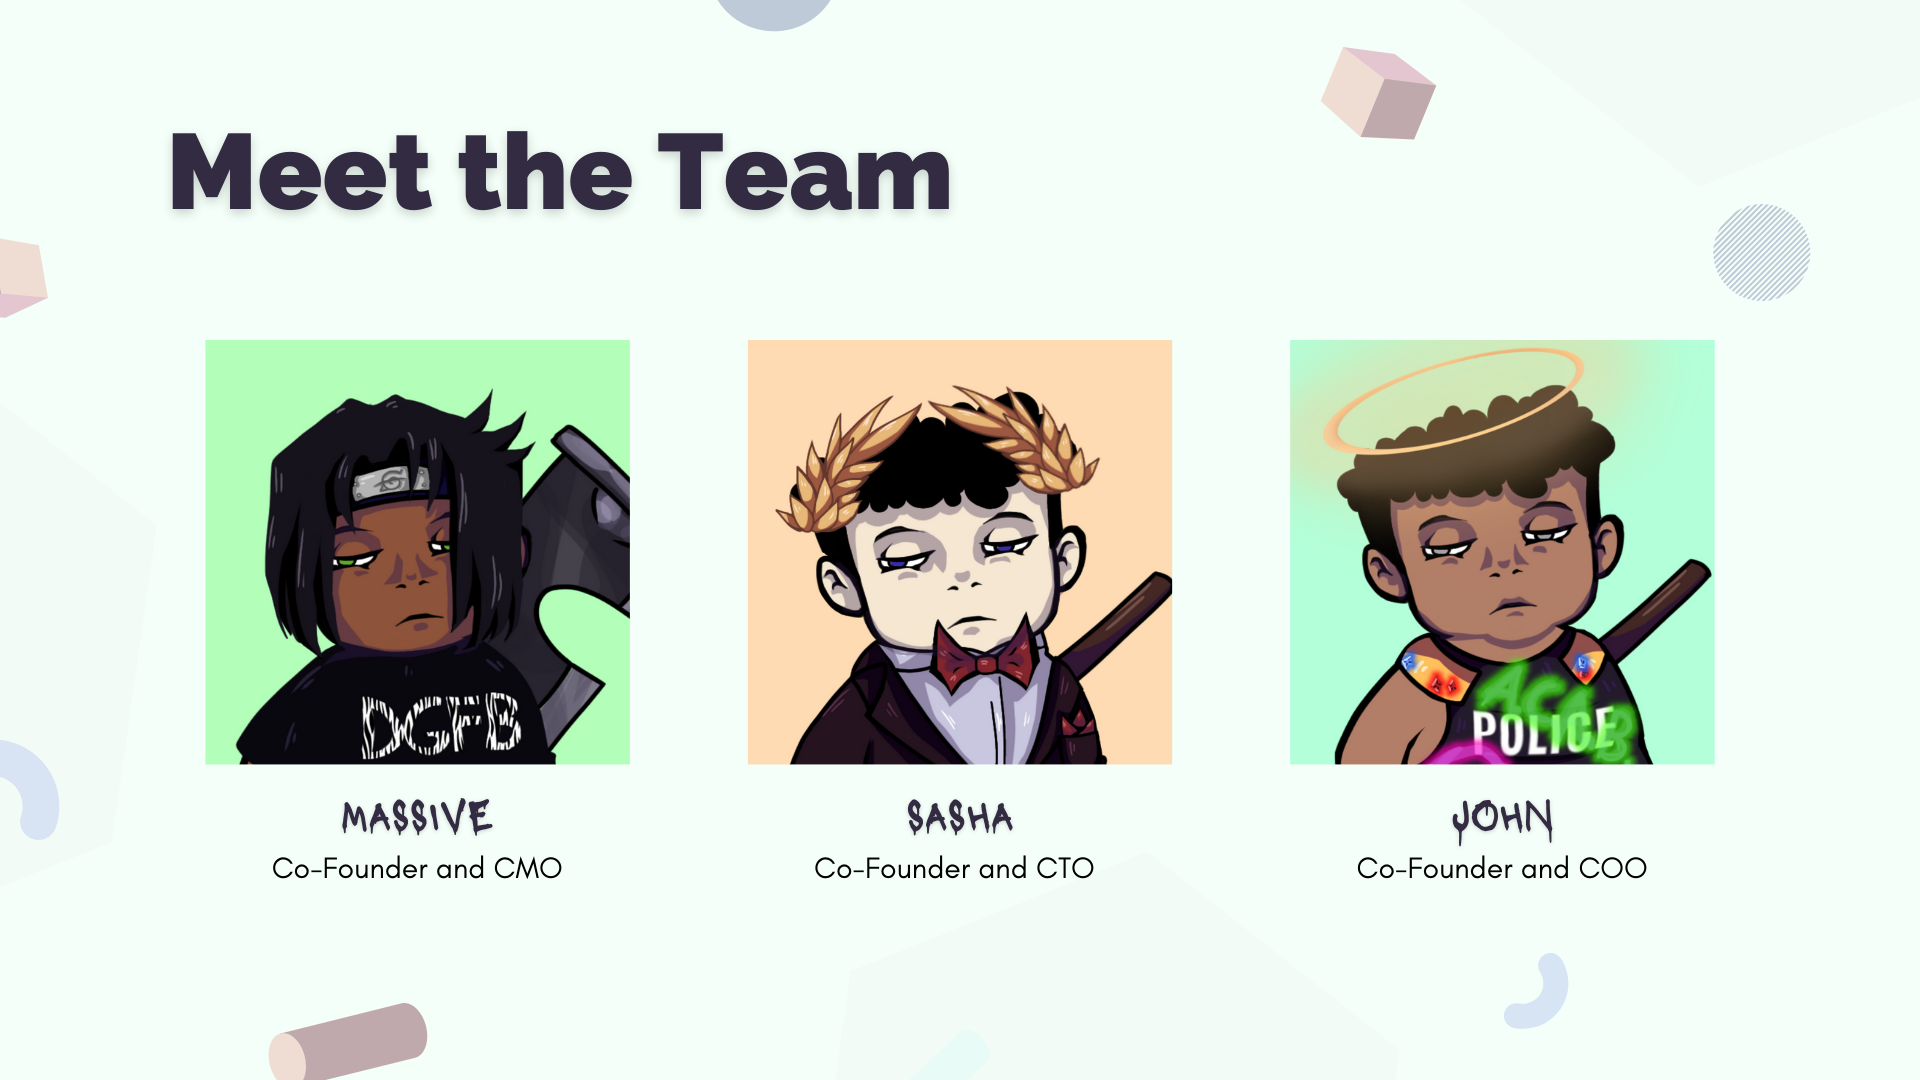 Meet the Team
DGFB
ACAB
POLICE
MASSIVE
SASHA
JOHN
Co-Founder and CMO
Co-Founder and CTO
Co-Founder and COO